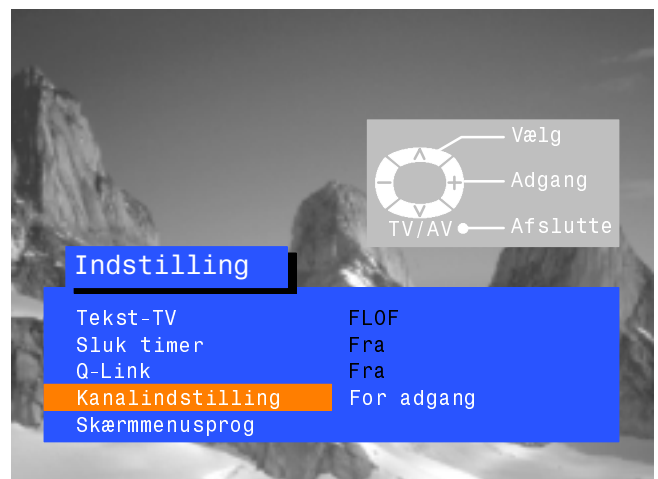 Vælg
Adgang
TV/AV Afslutte
Indstilling
Tekst-TV FLOF
Sluk timer Fra
Q-Link Fra
Kanalindstilling For adgang
Skærmmenusprog